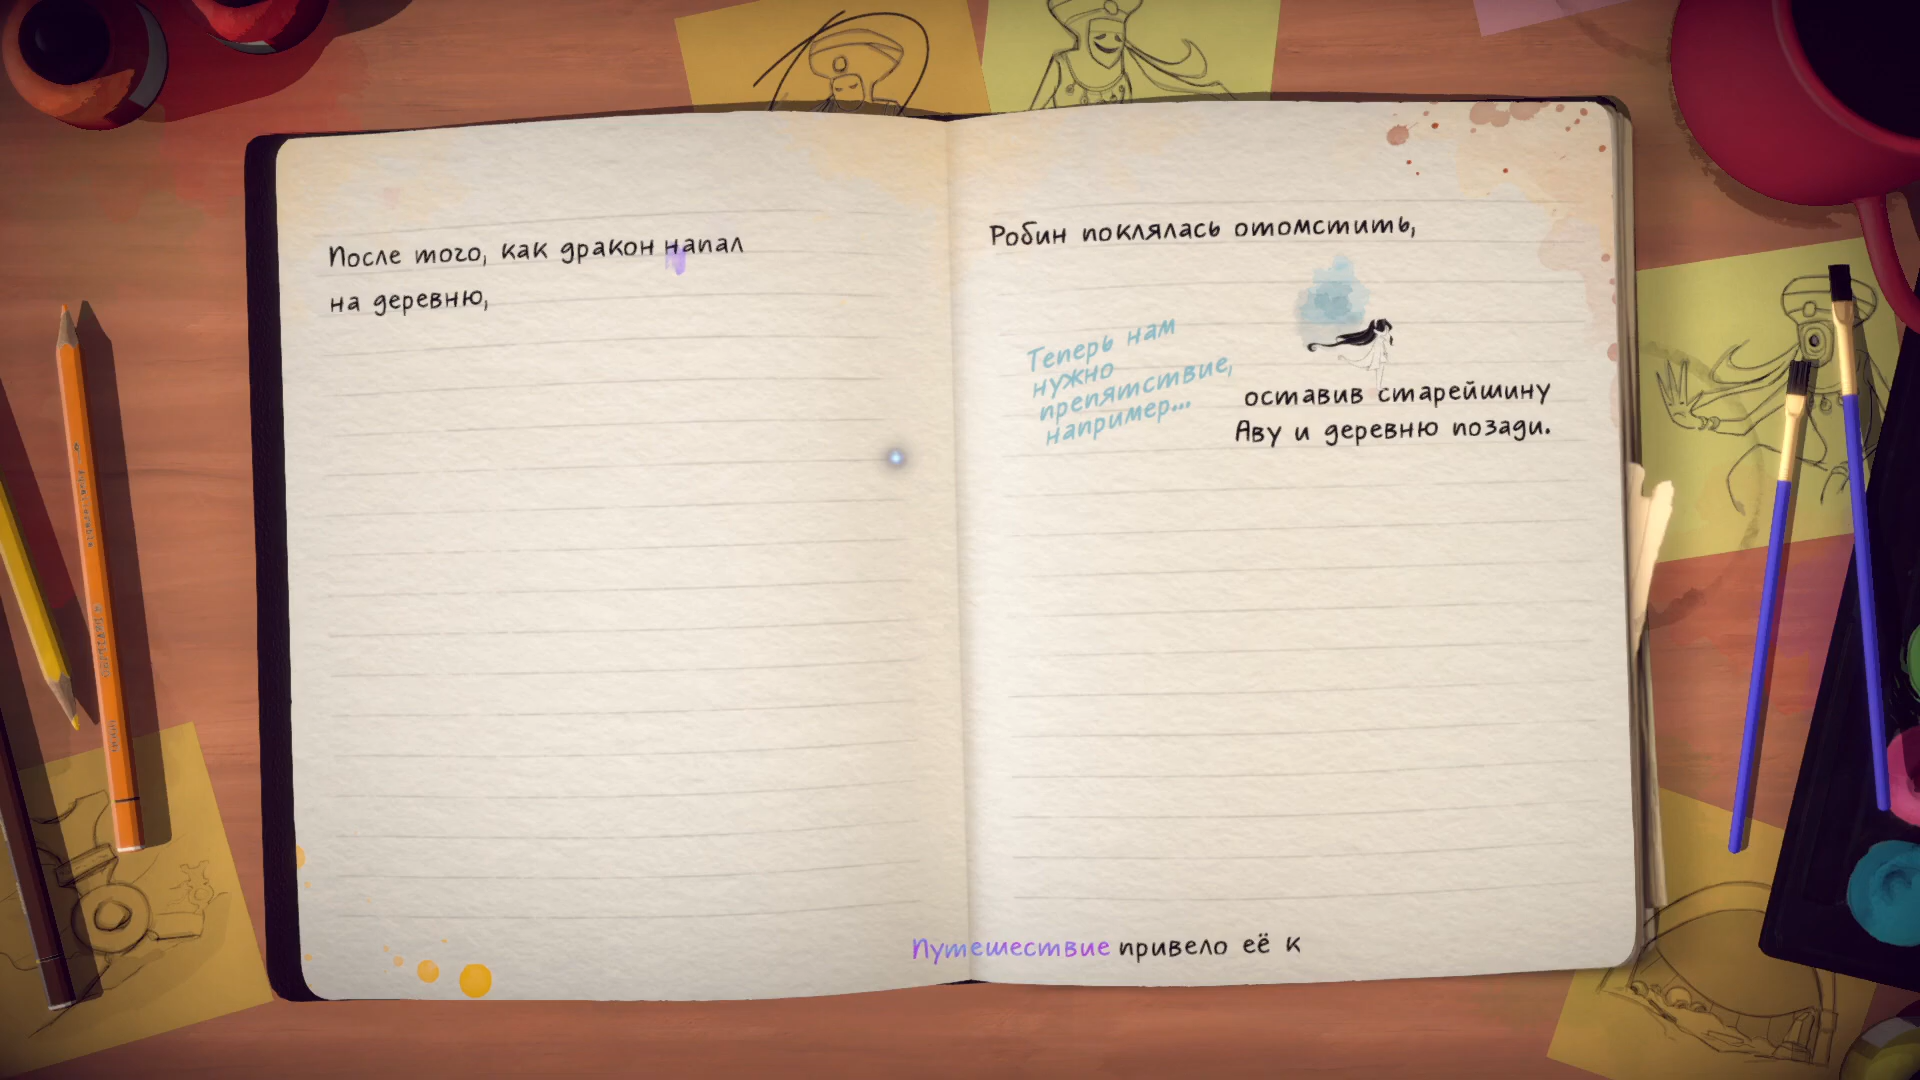 После того, как дракон напал
на деревню,
Робин поклялась отомстить,
Теперь нам
нужно
препятствие,
например...
оставив старейшину
Аву и деревню позади.
Путешествие привело её к